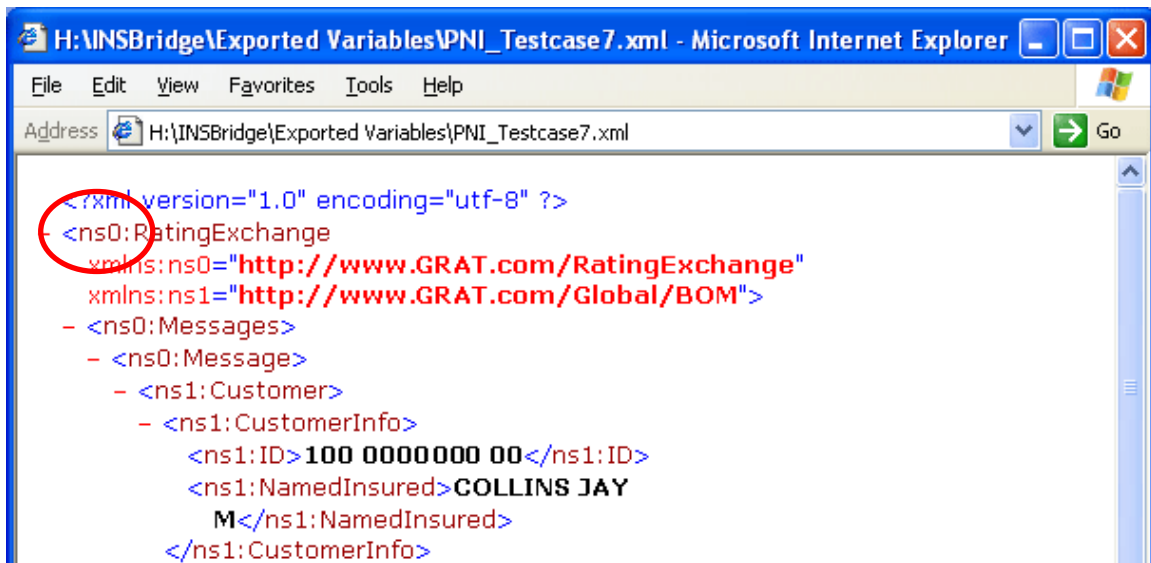 H:\INSBridge\Exported Variables\PNI_Testcase7.xml - Microsoft Internet Explorer
File Edit View Favorites Tools Help
Address H:\INSBridge\Exported Variables\PNI_Testcase7.xml Go
<?xml version="1.0" encoding="utf-8" ?>
- <ns0:RatingExchange
xmlns:ns0="http://www.GRAT.com/RatingExchange"
xmlns:ns1="http://www.GRAT.com/Global/BOM">
- <ns0:Messages>
- <ns0:Message>
- <ns1:Customer>
- <ns1:CustomerInfo>
<ns1:ID>100 0000000 00</ns1:ID>
<ns1:NamedInsured>COLLINS JAY
M</ns1:NamedInsured>
</ns1:CustomerInfo>